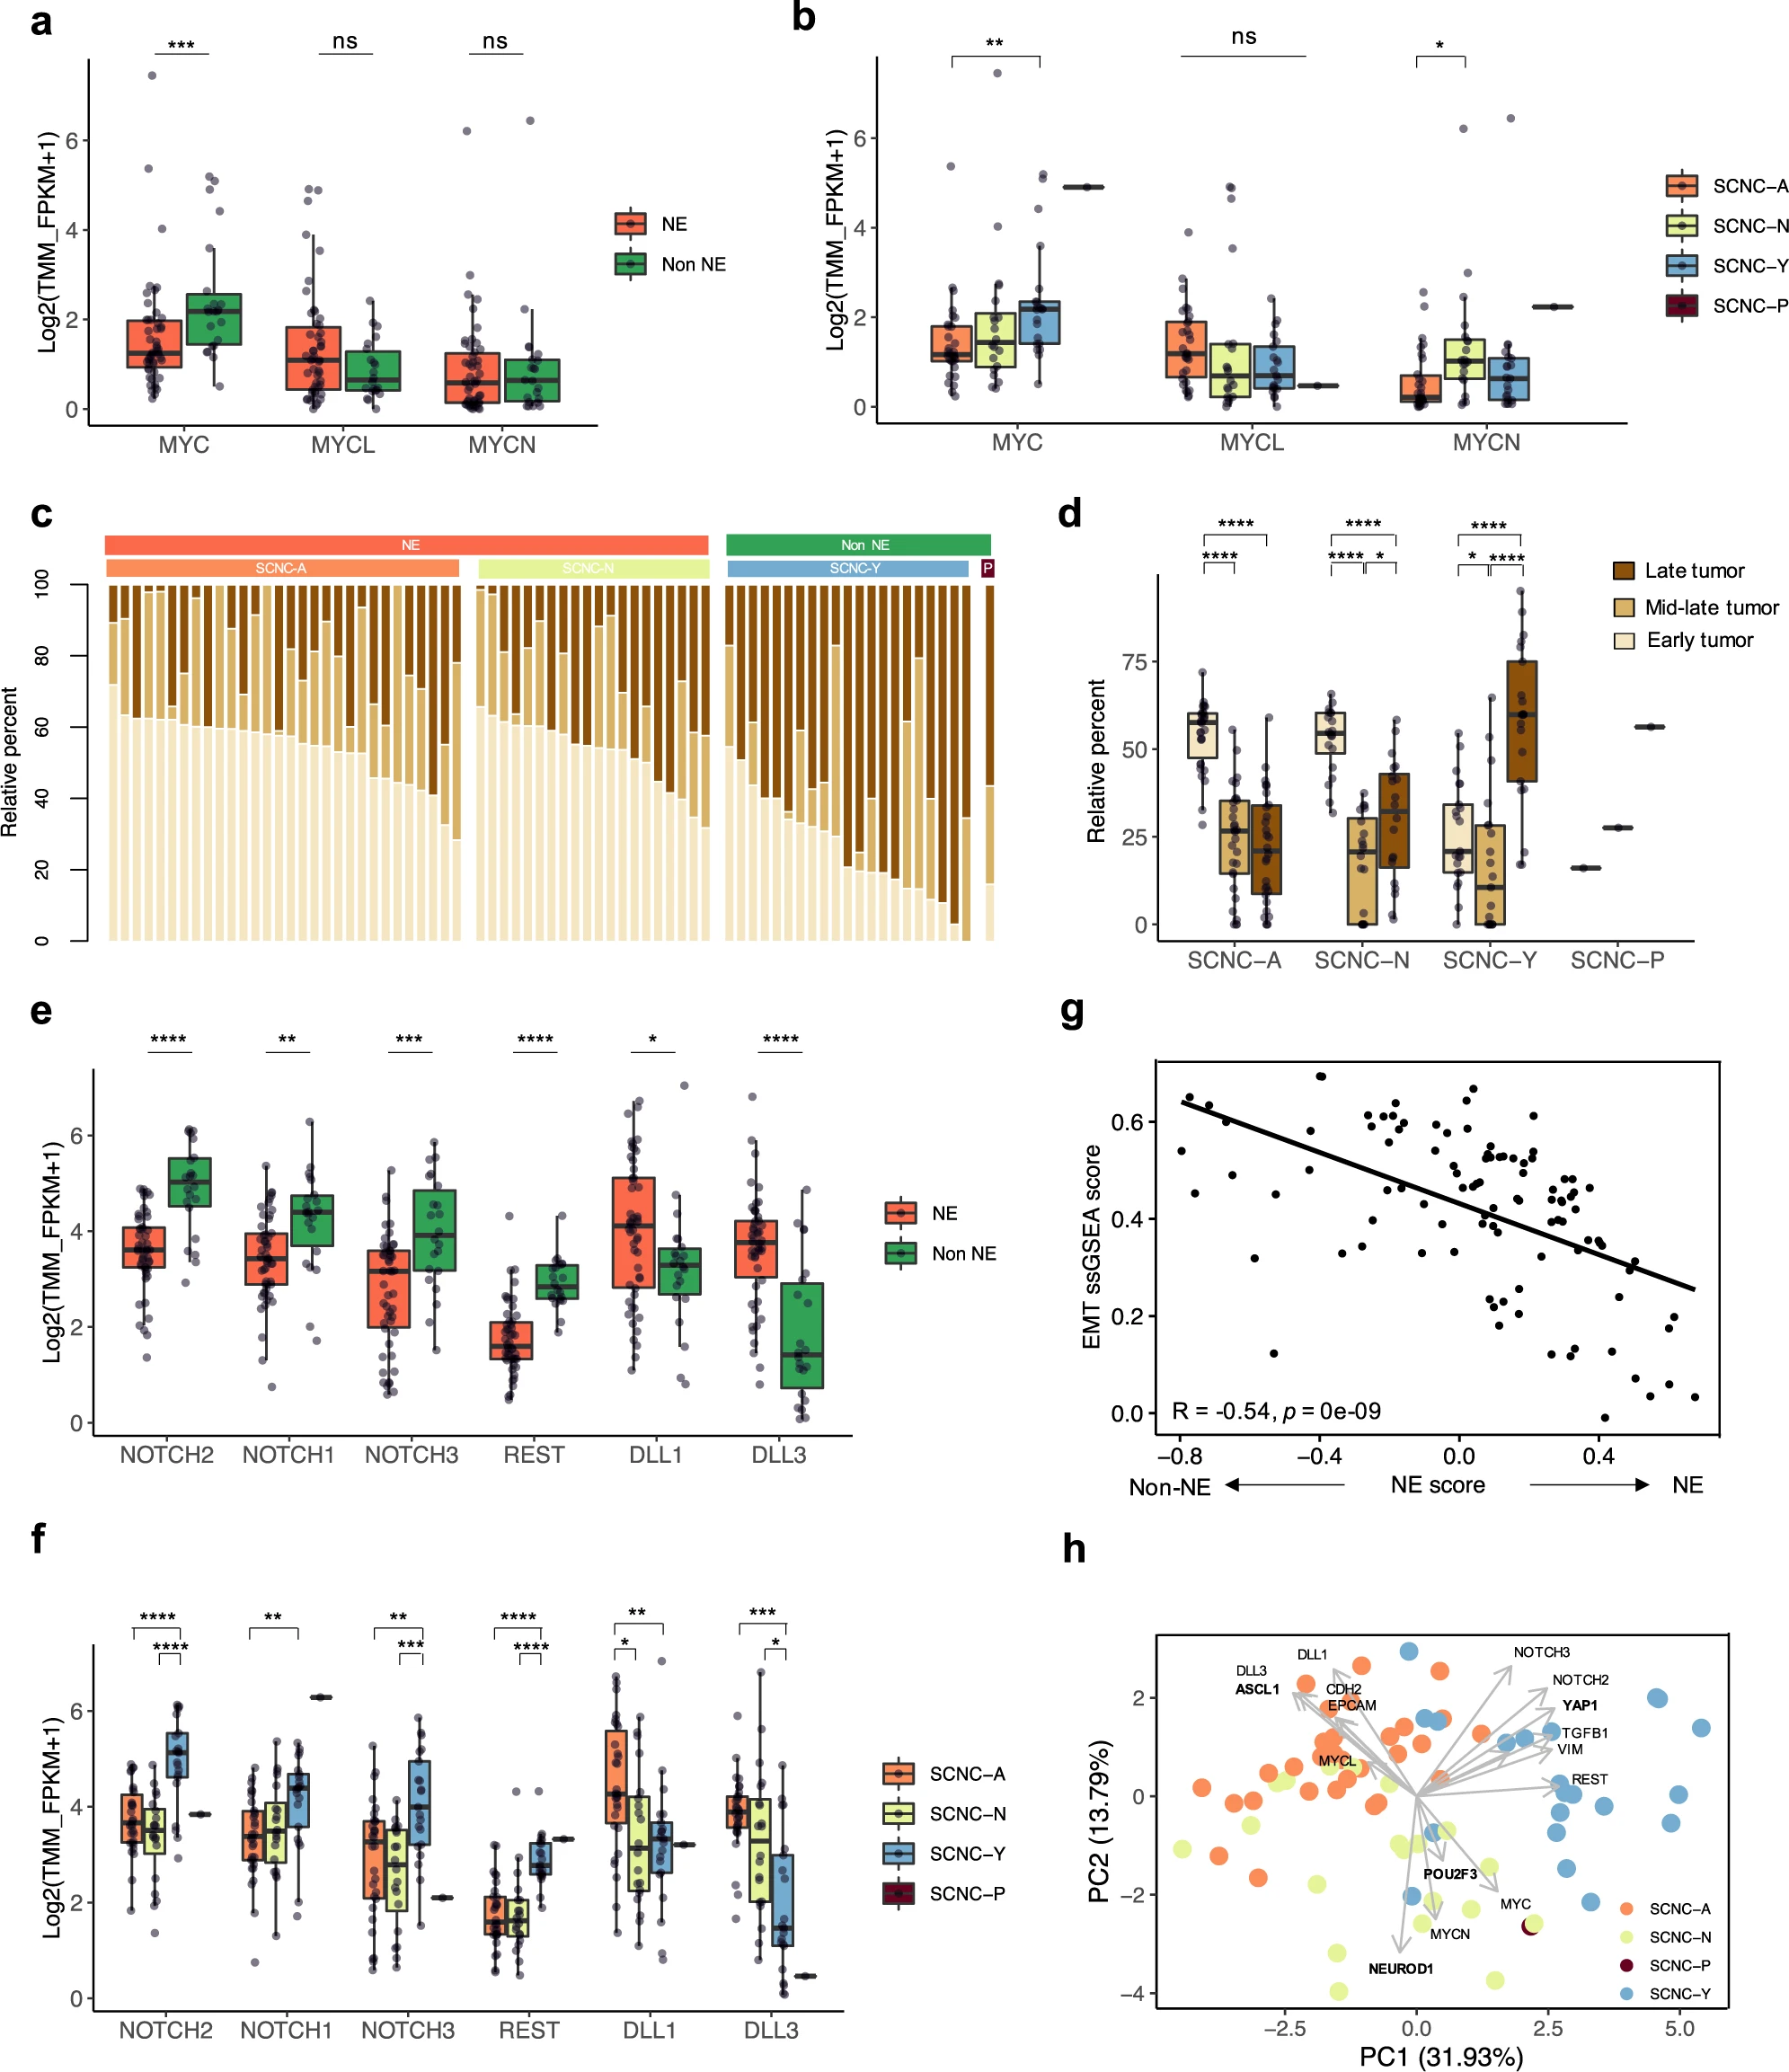 a
*** ns ns
Log2(TMM_FPKM+1)
6
4
2
0
MYC MYCL MYCN
NE
Non NE
b
** ns *
Log2(TMM_FPKM+1)
6
4
2
0
MYC MYCL MYCN
SCNC-A
SCNC-N
SCNC-Y
SCNC-P
c
NE Non NE
SCNC-A SCNC-N SCNC-Y P
Relative percent
100
80
60
40
20
0
d
**** **** ****
**** **** * * ****
Late tumor
Mid-late tumor
Early tumor
Relative percent
75
50
25
0
SCNC−A SCNC−N SCNC−Y SCNC−P
e
**** ** *** **** * ****
Log2(TMM_FPKM+1)
6
4
2
0
NOTCH2 NOTCH1 NOTCH3 REST DLL1 DLL3
NE
Non NE
g
EMT ssGSEA score
0.6
0.4
0.2
0.0
R = -0.54, p = 0e-09
−0.8 −0.4 0.0 0.4
Non-NE NE score NE
f
**** ** ** **** ** ***
**** *** **** * *
Log2(TMM_FPKM+1)
6
4
2
0
NOTCH2 NOTCH1 NOTCH3 REST DLL1 DLL3
SCNC-A
SCNC-N
SCNC-Y
SCNC-P
h
PC2 (13.79%)
2
0
−2
−4
DLL1 NOTCH3
DLL3 NOTCH2
ASCL1 CDH2
EPCAM YAP1
TGFB1
VIM
MYCL
REST
POU2F3
MYC
MYCN
NEUROD1
SCNC−A
SCNC−N
SCNC−P
SCNC−Y
−2.5 0.0 2.5 5.0
PC1 (31.93%)